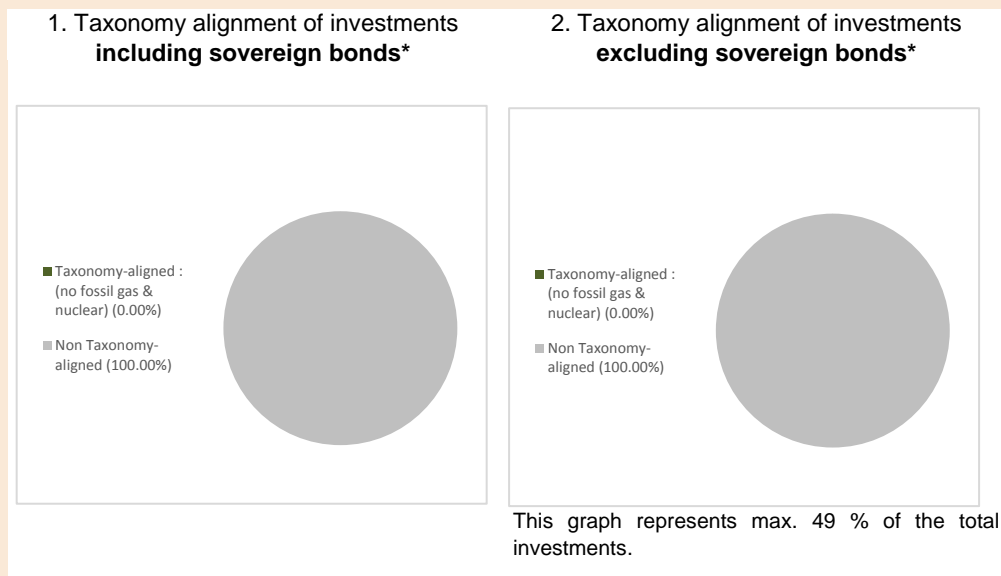 1. Taxonomy alignment of investments
including sovereign bonds*
Taxonomy-aligned :
(no fossil gas &
nuclear) (0.00%)
Non Taxonomy-
aligned (100.00%)
2. Taxonomy alignment of investments
excluding sovereign bonds*
Taxonomy-aligned :
(no fossil gas &
nuclear) (0.00%)
Non Taxonomy-
aligned (100.00%)
This graph represents max. 49 % of the total
investments.